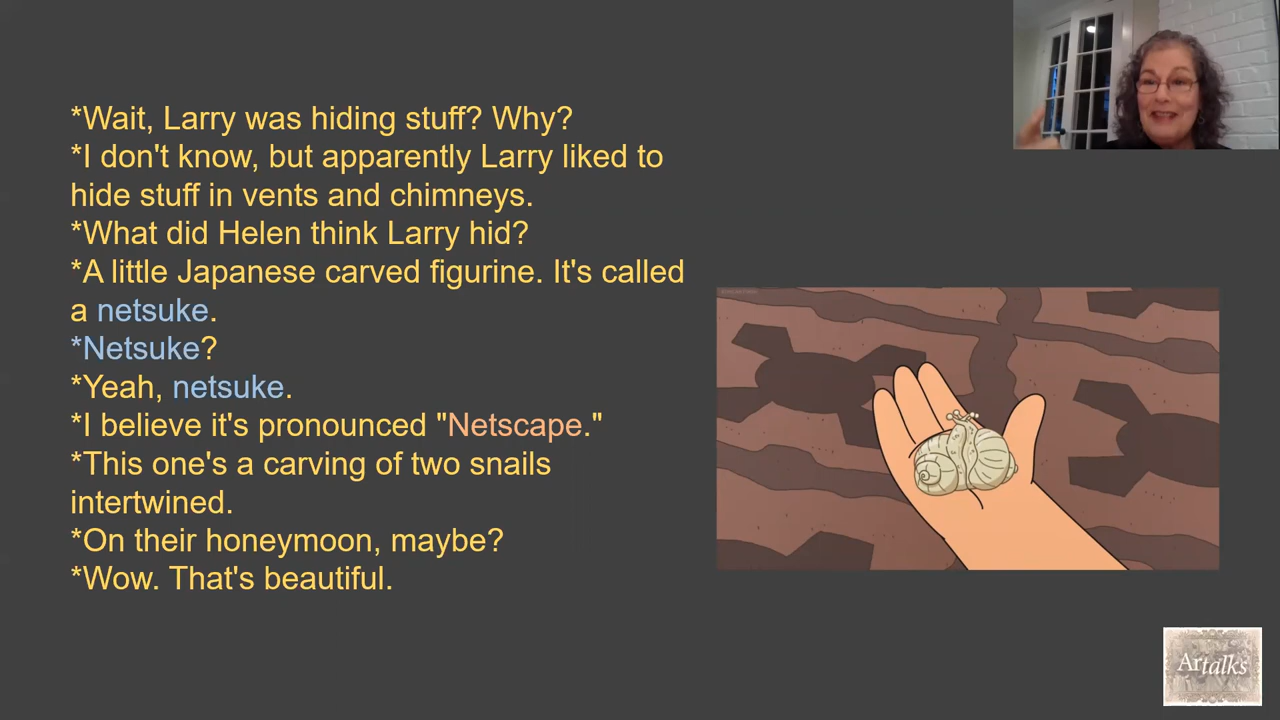 *Wait, Larry was hiding stuff? Why?
*I don't know, but apparently Larry liked to
hide stuff in vents and chimneys.
*What did Helen think Larry hid?
*A little Japanese carved figurine. It's called
a netsuke.
*Netsuke?
*Yeah, netsuke.
*I believe it's pronounced "Netscape."
*This one's a carving of two snails
intertwined.
*On their honeymoon, maybe?
*Wow. That's beautiful.
Artalks